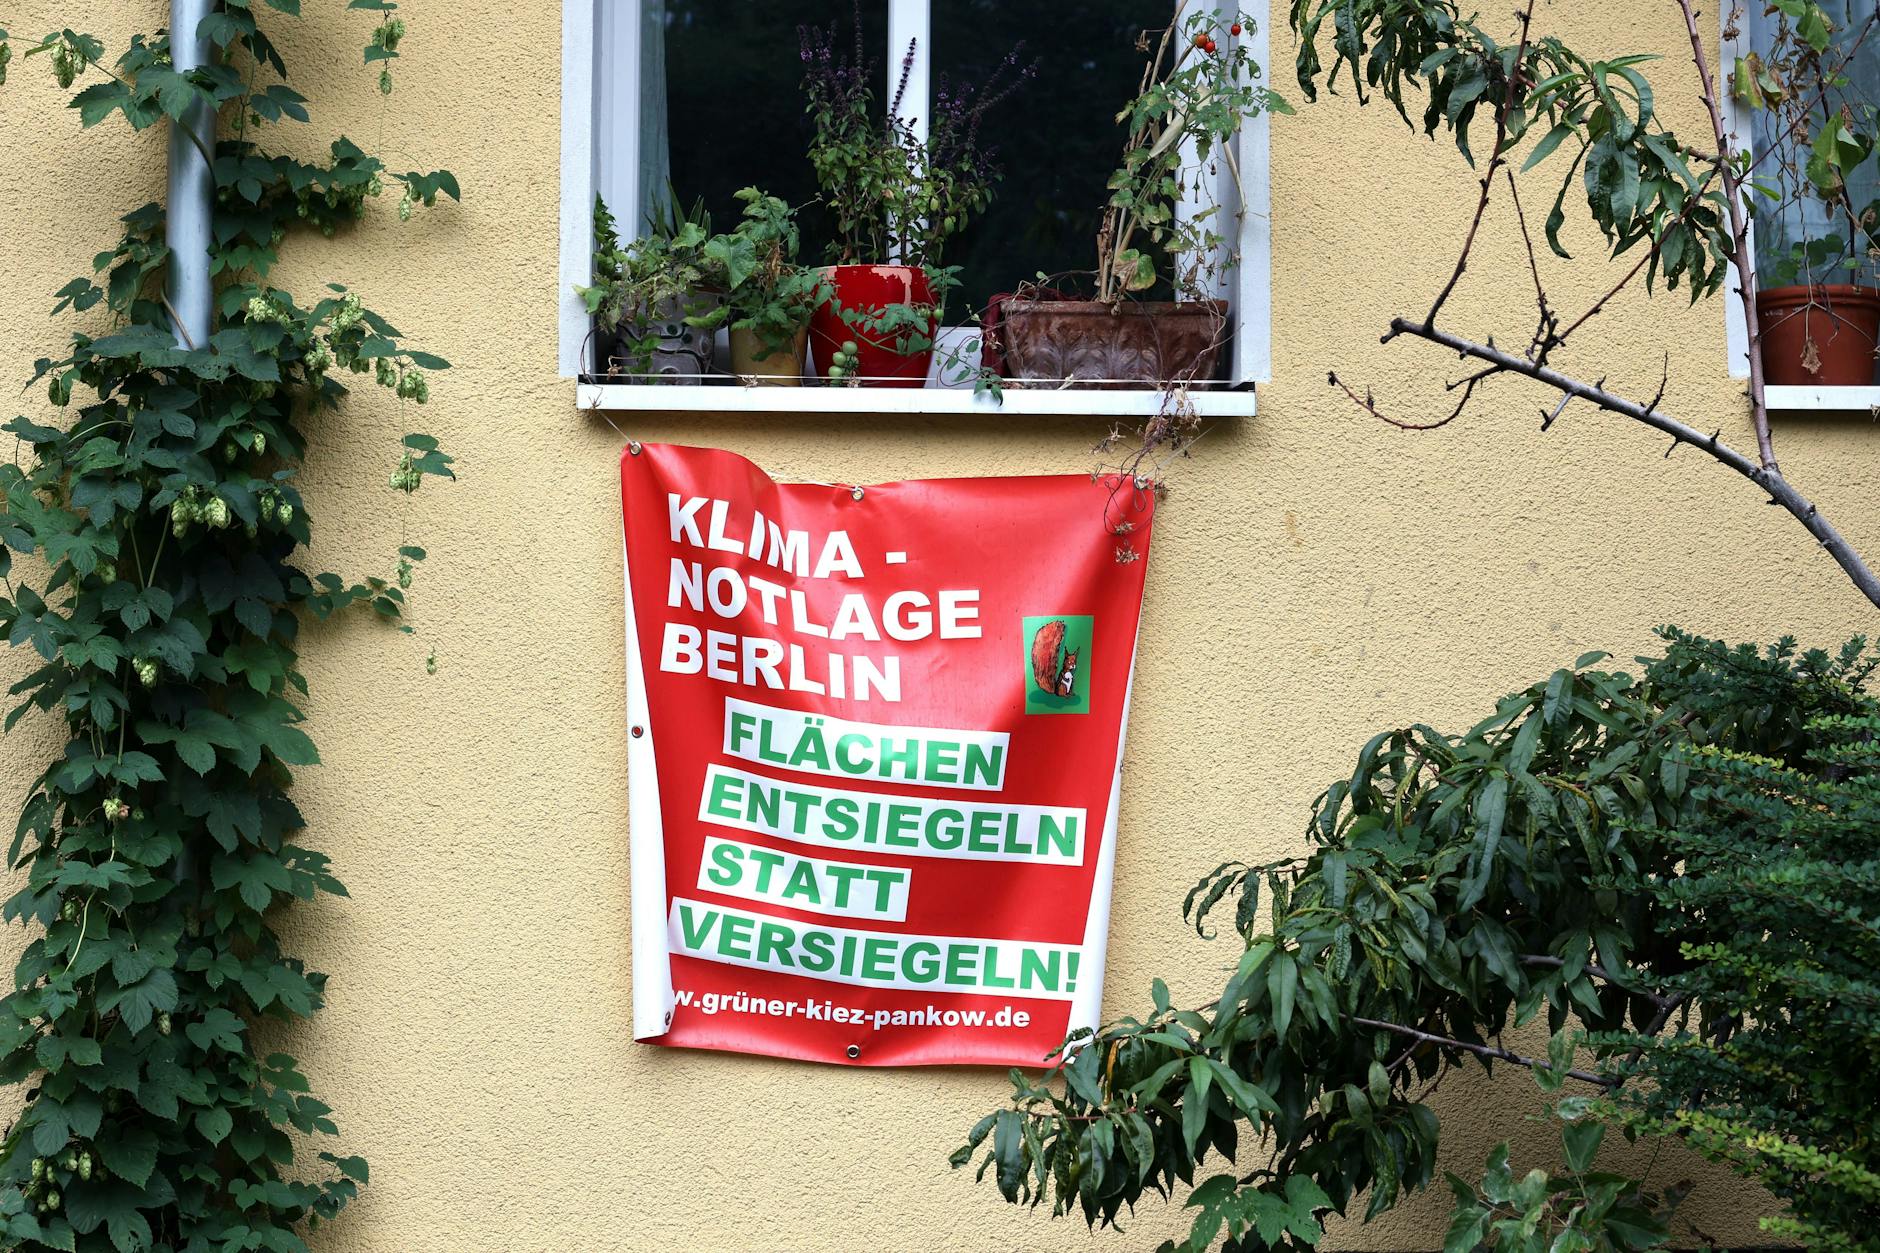 KLIMA -
NOTLAGE
BERLIN
FLÄCHEN
ENTSIEGELN
STATT
VERSIEGELN!
w.grüner-kiez-pankow.de